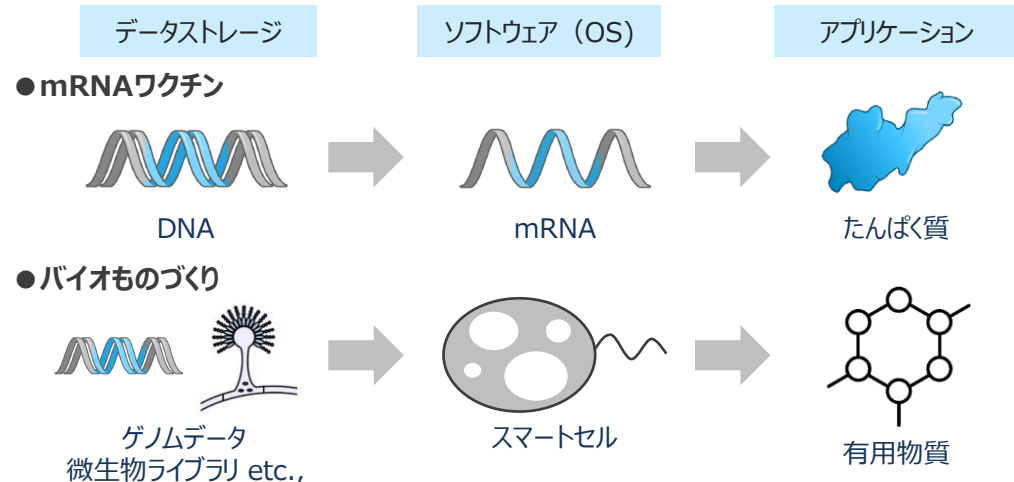 データストレージ
ソフトウェア（OS)
アプリケーション
●mRNAワクチン
DNA
mRNA
たんぱく質
●バイオものづくり
ゲノムデータ
微生物ライブラリ etc.,
スマートセル
有用物質